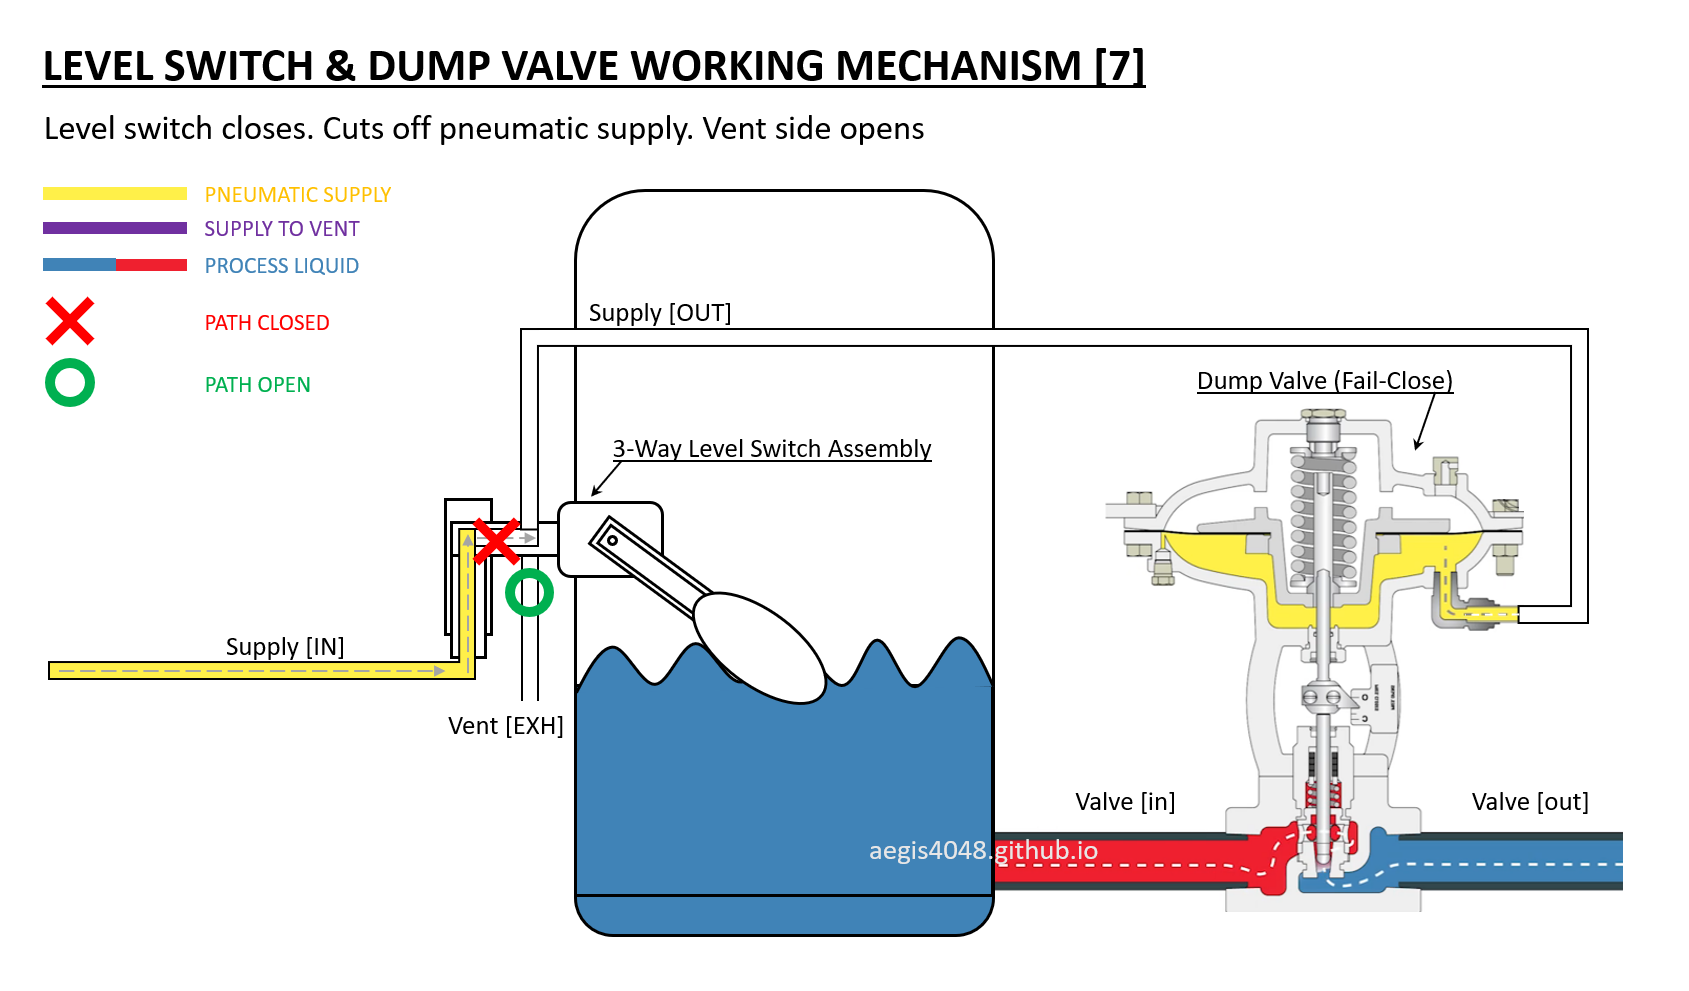 LEVEL SWITCH & DUMP VALVE WORKING MECHANISM [7]
Level switch closes. Cuts off pneumatic supply. Vent side opens
PNEUMATIC SUPPLY
SUPPLY TO VENT
PROCESS LIQUID
PATH CLOSED
PATH OPEN
Supply [OUT]
Dump Valve (Fail-Close)
3-Way Level Switch Assembly
Supply [IN]
Vent [EXH]
Valve [in]
Valve [out]
aegis4048.github.io